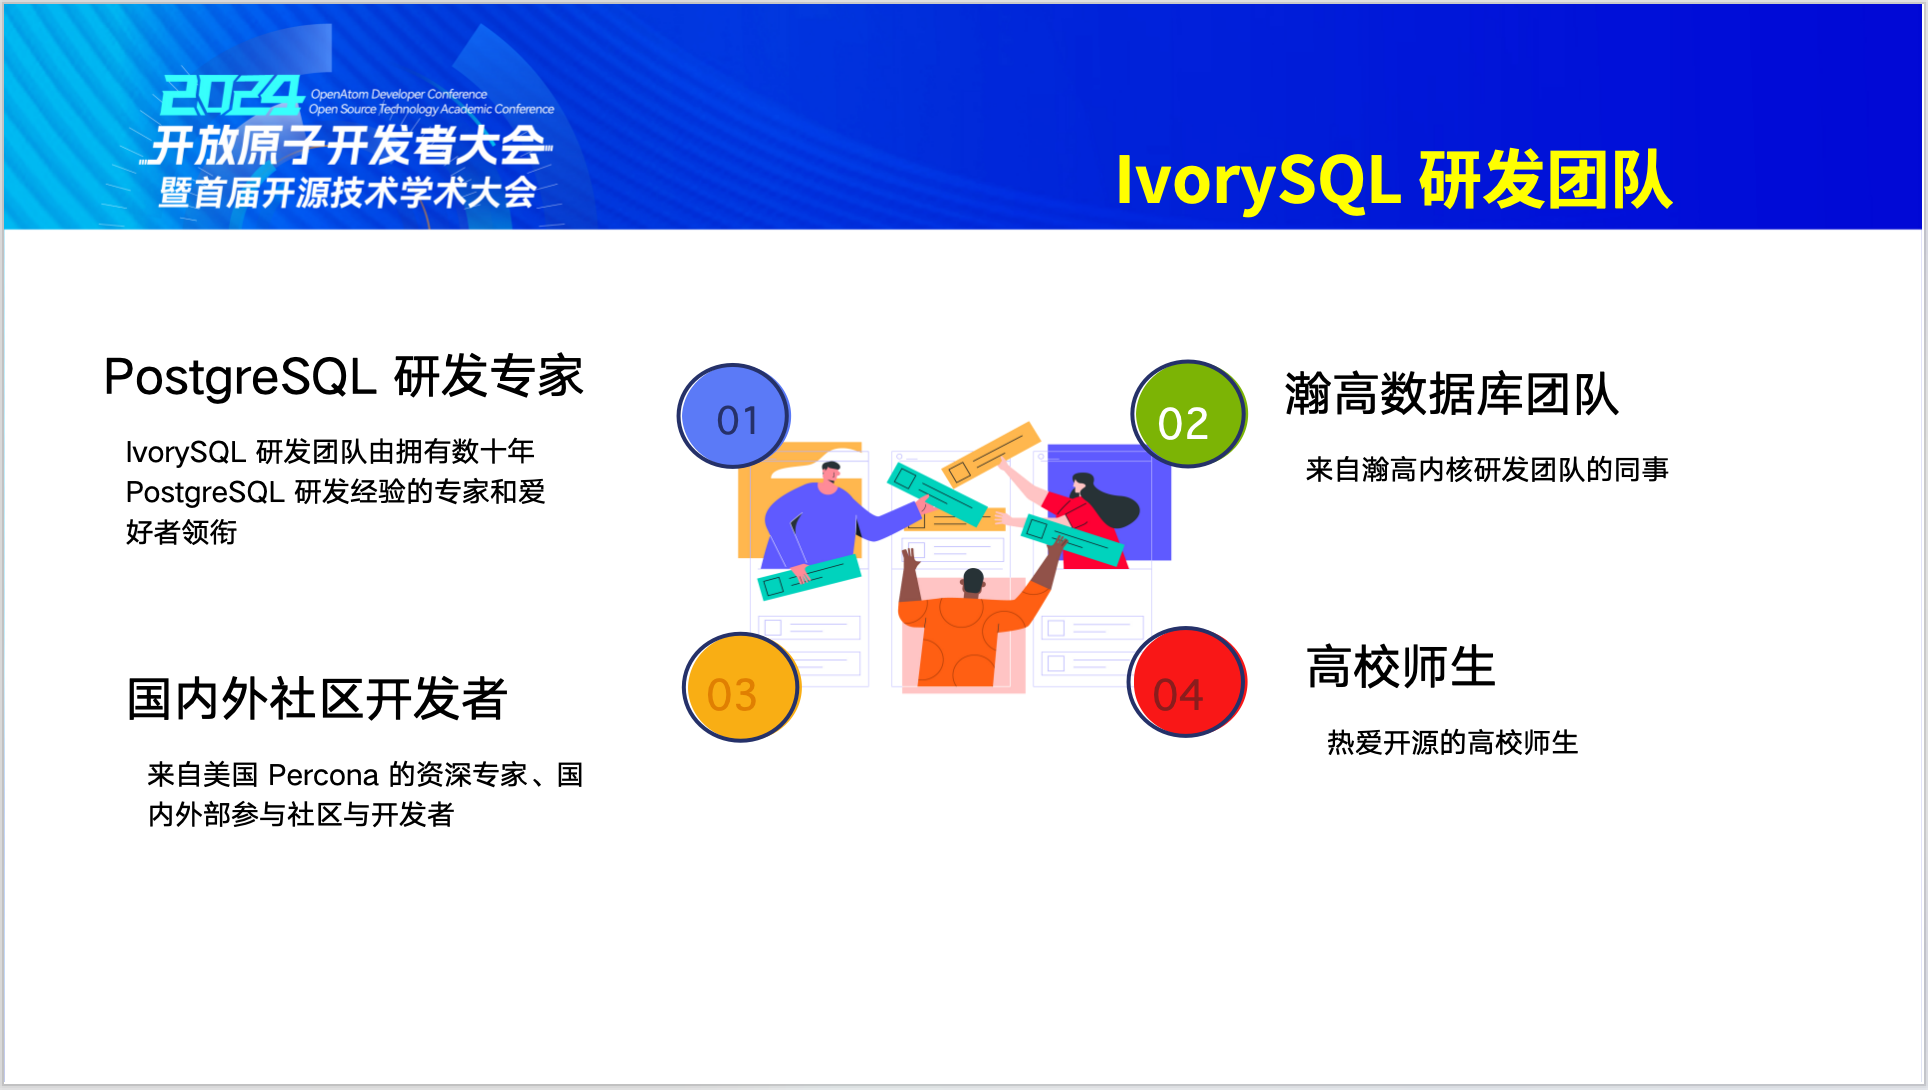 2024
OpenAtom Developer Conference
Open Source Technology Academic Conference
开放原子开发者大会
暨首届开源技术学术大会
IvorySQL 研发团队
PostgreSQL 研发专家
IvorySQL 研发团队由拥有数十年
PostgreSQL 研发经验的专家和爱
好者领衔
01
02
瀚高数据库团队
来自瀚高内核研发团队的同事
国内外社区开发者
来自美国 Percona 的资深专家、国
内外部参与社区与开发者
03
04
高校师生
热爱开源的高校师生